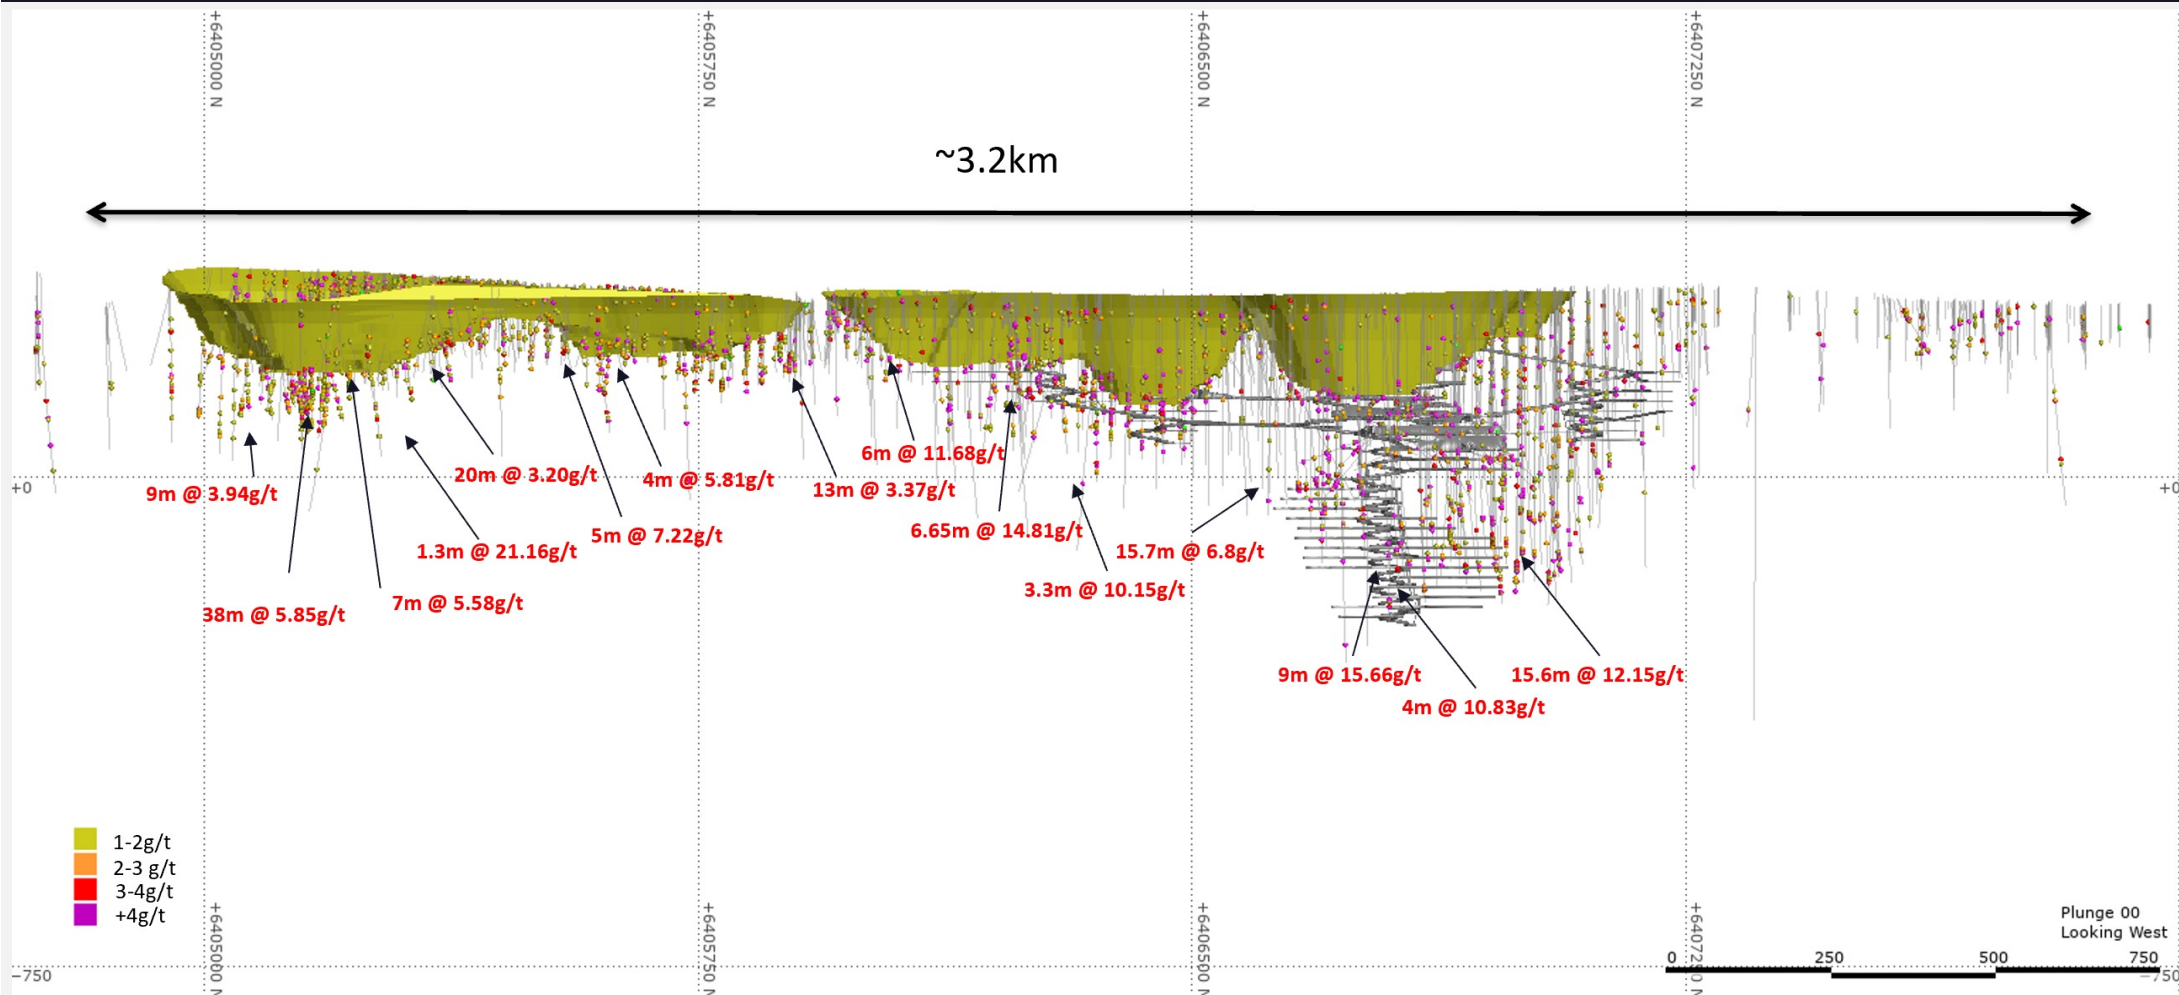 +6405000 N
+6405750 N
+6406500 N
+6407250 N
~3.2km
6m @ 11.68g/t
20m @ 3.20g/t
4m @ 5.81g/t
+0
9m @ 3.94g/t
13m @ 3.37g/t
+0
6.65m @ 14.81g/t
5m @ 7.22g/t
1.3m @ 21.16g/t
15.7m @ 6.8g/t
3.3m @ 10.15g/t
7m @ 5.58g/t
38m @ 5.85g/t
9m @ 15.66g/t
15.6m @ 12.15g/t
4m @ 10.83g/t
1-2g/t
2-3 g/t
3-4g/t
+4g/t
+6405000 N
+6405750 N
+6406500 N
+6407250 N
Plunge 00
Looking West
0 250 500 750
-750
-750